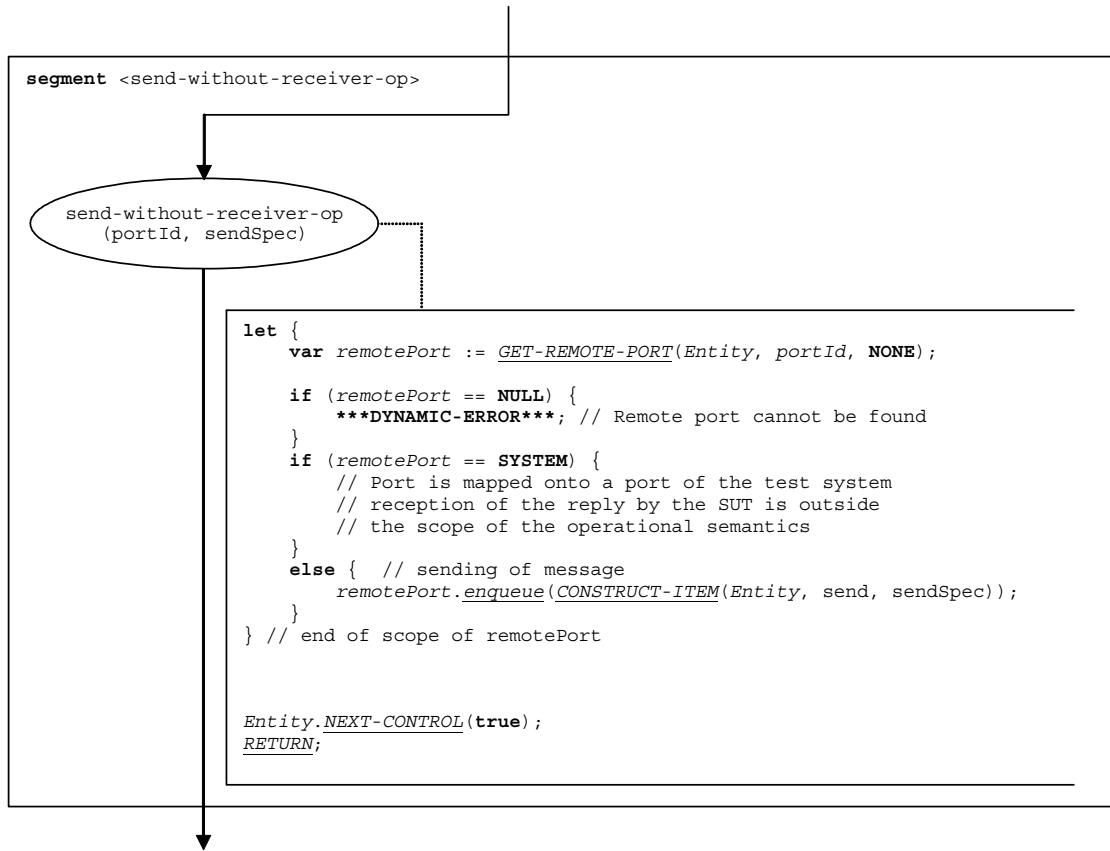 segment <send-without-receiver-op>
send-without-receiver-op
(portId, sendSpec)
let {
var remotePort := GET-REMOTE-PORT(Entity, portId, NONE);
if (remotePort == NULL) {
***DYNAMIC-ERROR***; // Remote port cannot be found
}
if (remotePort == SYSTEM) {
// Port is mapped onto a port of the test system
// reception of the reply by the SUT is outside
// the scope of the operational semantics
}
else { // sending of message
remotePort.enqueue(CONSTRUCT-ITEM(Entity, send, sendSpec));
}
} // end of scope of remotePort
Entity.NEXT-CONTROL(true);
RETURN;